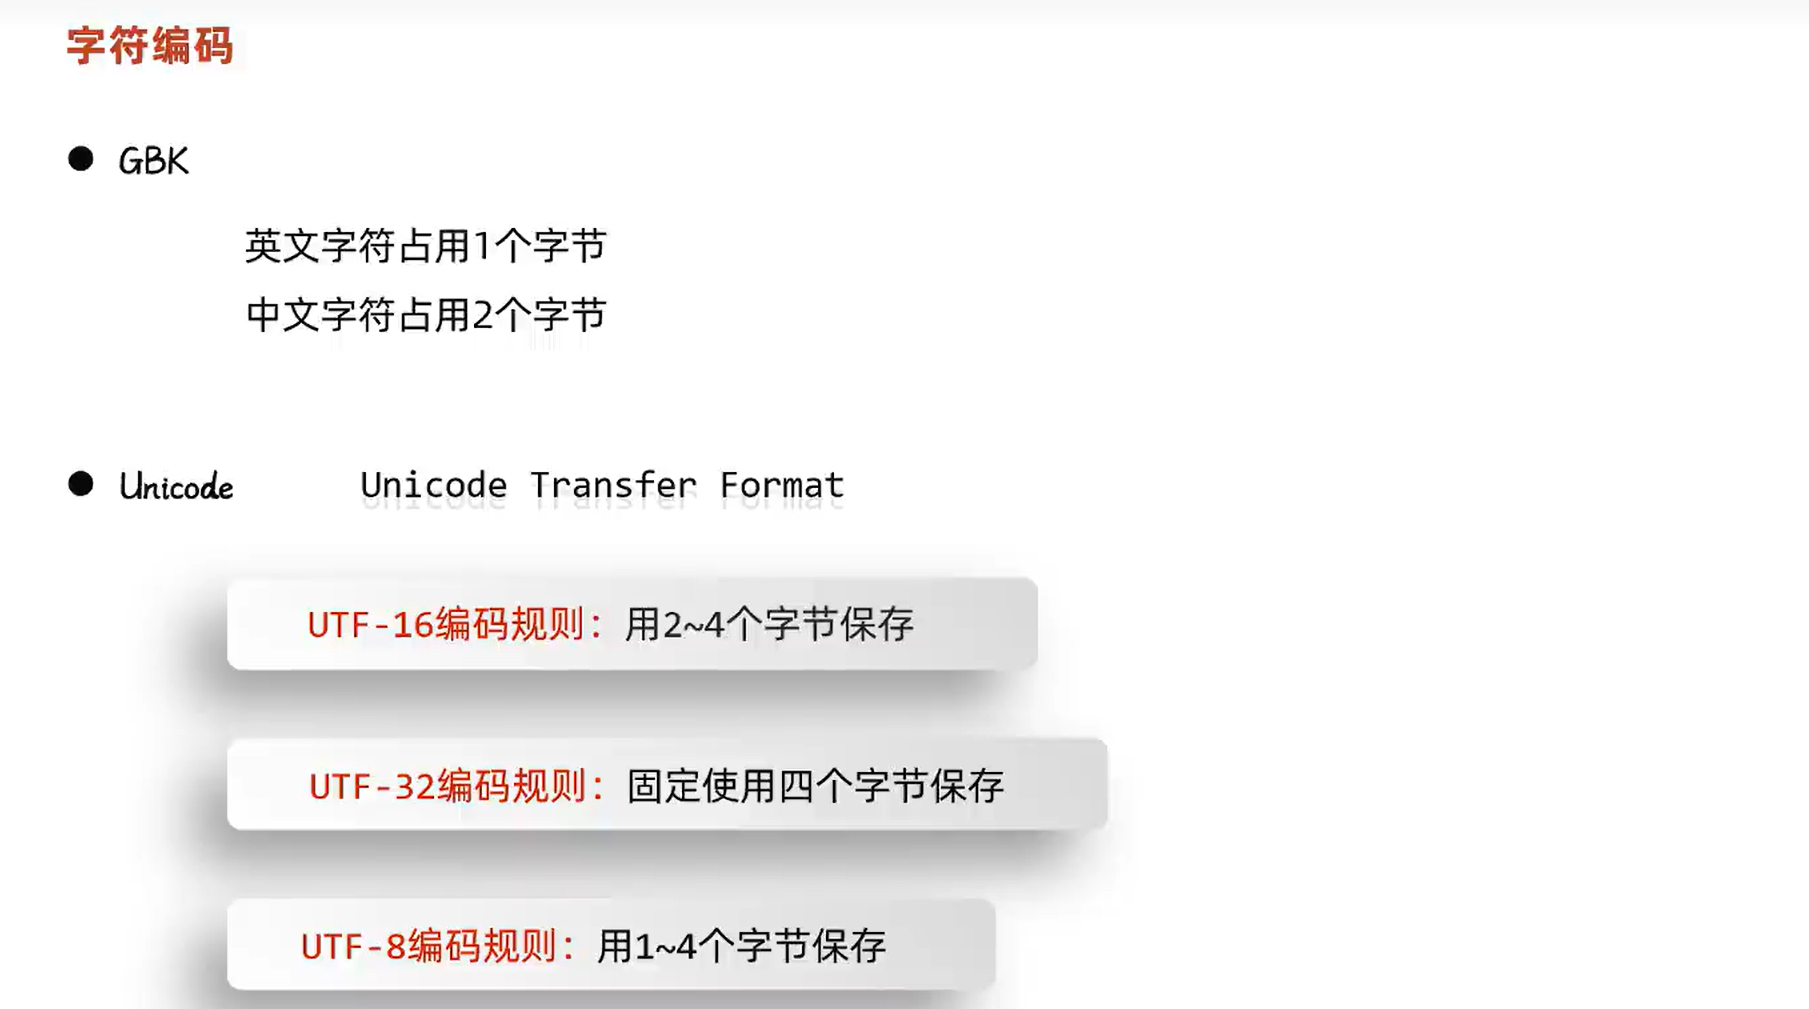 字符编码
● GBK
英文字符占用1个字节
中文字符占用2个字节
● Unicode Unicode Transfer Format
UTF-16编码规则：用2~4个字节保存
UTF-32编码规则：固定使用四个字节保存
UTF-8编码规则：用1~4个字节保存